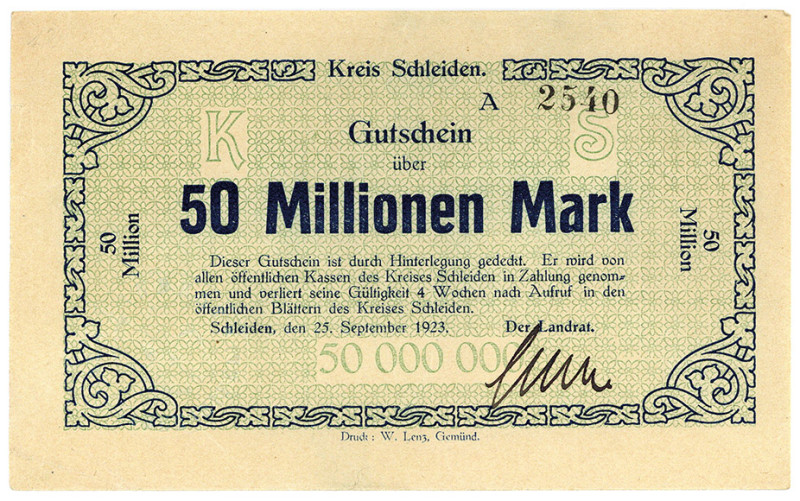 Kreis Schleiden.
A 2540
K S
Gutschein
über
50 Millionen Mark
50 Million
50 Million
Dieser Gutschein ist durch Hinterlegung gedeckt. Er wird von
allen öffentlichen Kassen des Kreises Schleiden in Zahlung genom=
men und verliert seine Gültigkeit 4 Wochen nach Aufruf in den
öffentlichen Blättern des Kreises Schleiden.
Schleiden, den 25. September 1923. Der Landrat.
50 000 000
Druck: W. Lenz, Gemünd.